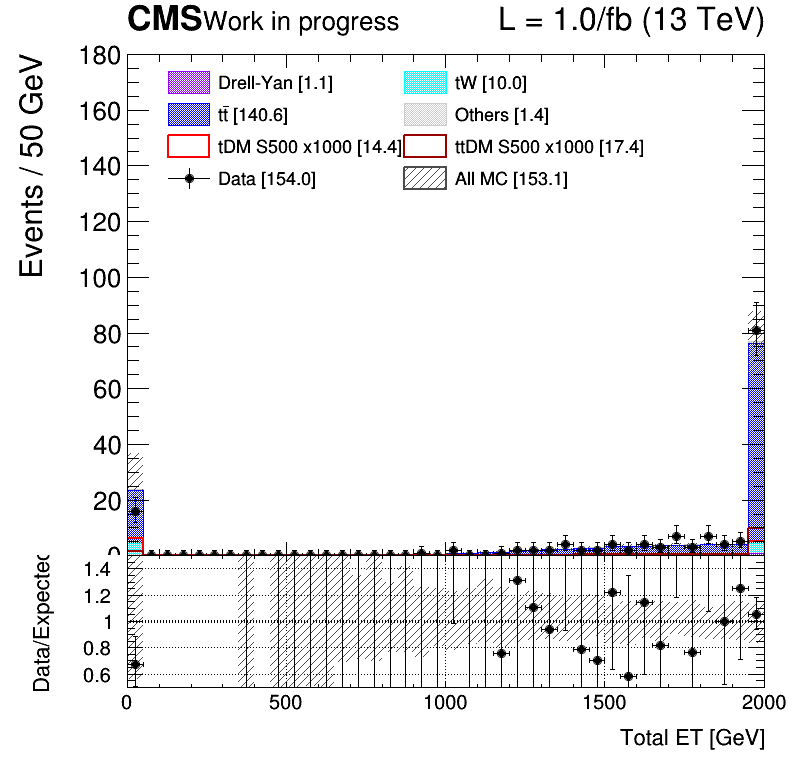 CMS Work in progress L = 1.0/fb (13 TeV)
Events / 50 GeV
180
160
140
120
100
80
60
40
20
0
Drell-Yan [1.1] tW [10.0]
tt̄ [140.6] Others [1.4]
tDM S500 x1000 [14.4] ttDM S500 x1000 [17.4]
Data [154.0] All MC [153.1]
Data/Expected
1.4
1.2
1
0.8
0.6
0 500 1000 1500 2000
Total ET [GeV]